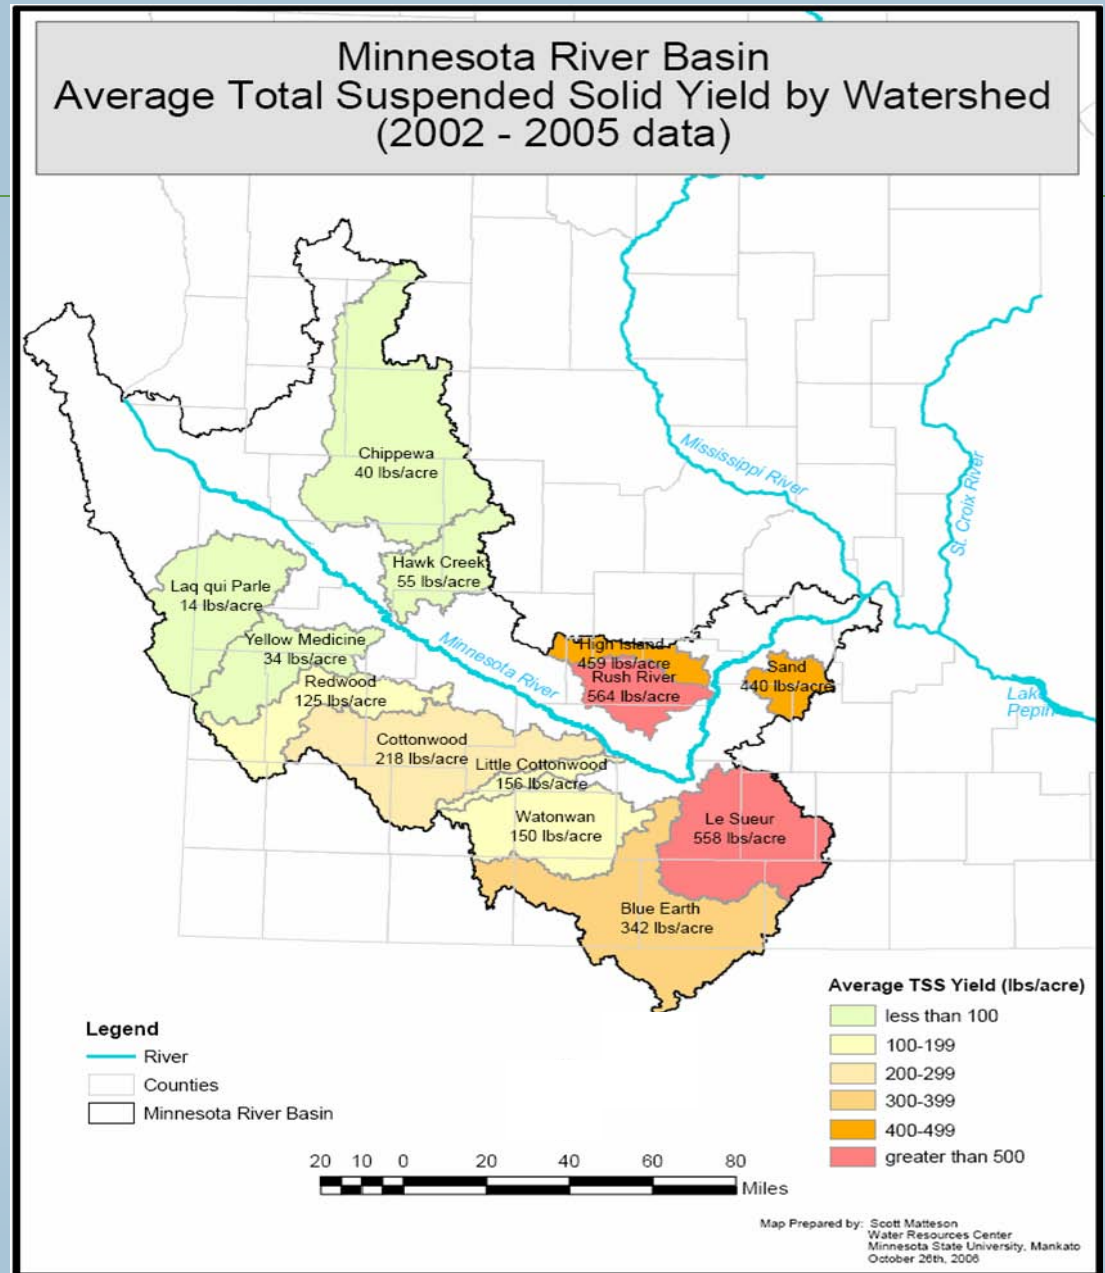 Minnesota River Basin
Average Total Suspended Solid Yield by Watershed
(2002 - 2005 data)
Chippewa
40 lbs/acre
Hawk Creek
55 lbs/acre
Laq qui Parle
14 lbs/acre
Yellow Medicine
34 lbs/acre
Redwood
125 lbs/acre
Cottonwood
218 lbs/acre
Little Cottonwood
156 lbs/acre
Watonwan
150 lbs/acre
Blue Earth
342 lbs/acre
Le Sueur
558 lbs/acre
High Island
459 lbs/acre
Rush River
564 lbs/acre
Sand
440 lbs/acre
Minnesota River
Mississippi River
St. Croix River
Lake
Pepin
Legend
River
Counties
Minnesota River Basin
Average TSS Yield (lbs/acre)
less than 100
100-199
200-299
300-399
400-499
greater than 500
20 10 0 20 40 60 80
Miles
Map Prepared by: Scott Matteson
Water Resources Center
Minnesota State University, Mankato
October 26th, 2006